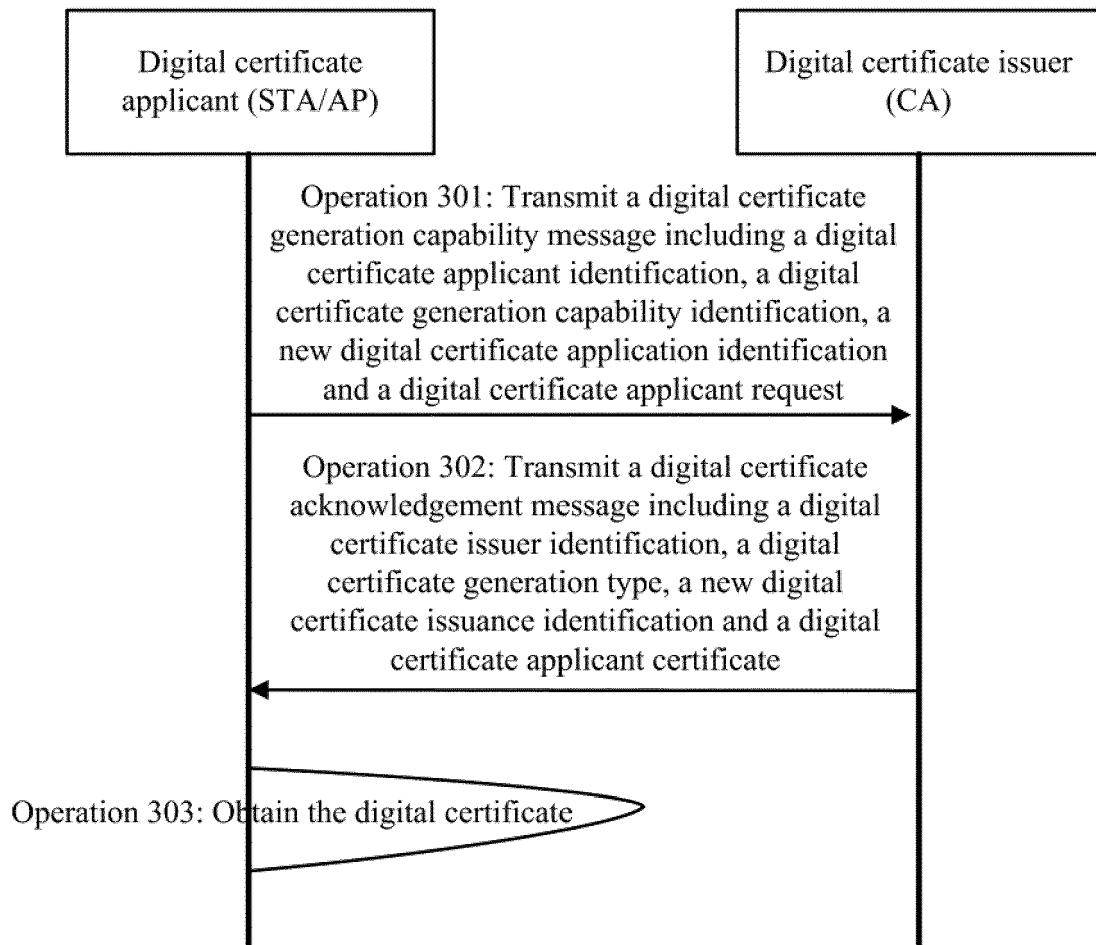 Digital certificate
applicant (STA/AP)
Digital certificate issuer
(CA)
Operation 301: Transmit a digital certificate
generation capability message including a digital
certificate applicant identification, a digital
certificate generation capability identification, a
new digital certificate application identification
and a digital certificate applicant request
Operation 302: Transmit a digital certificate
acknowledgement message including a digital
certificate issuer identification, a digital
certificate generation type, a new digital
certificate issuance identification and a digital
certificate applicant certificate
Operation 303: Obtain the digital certificate